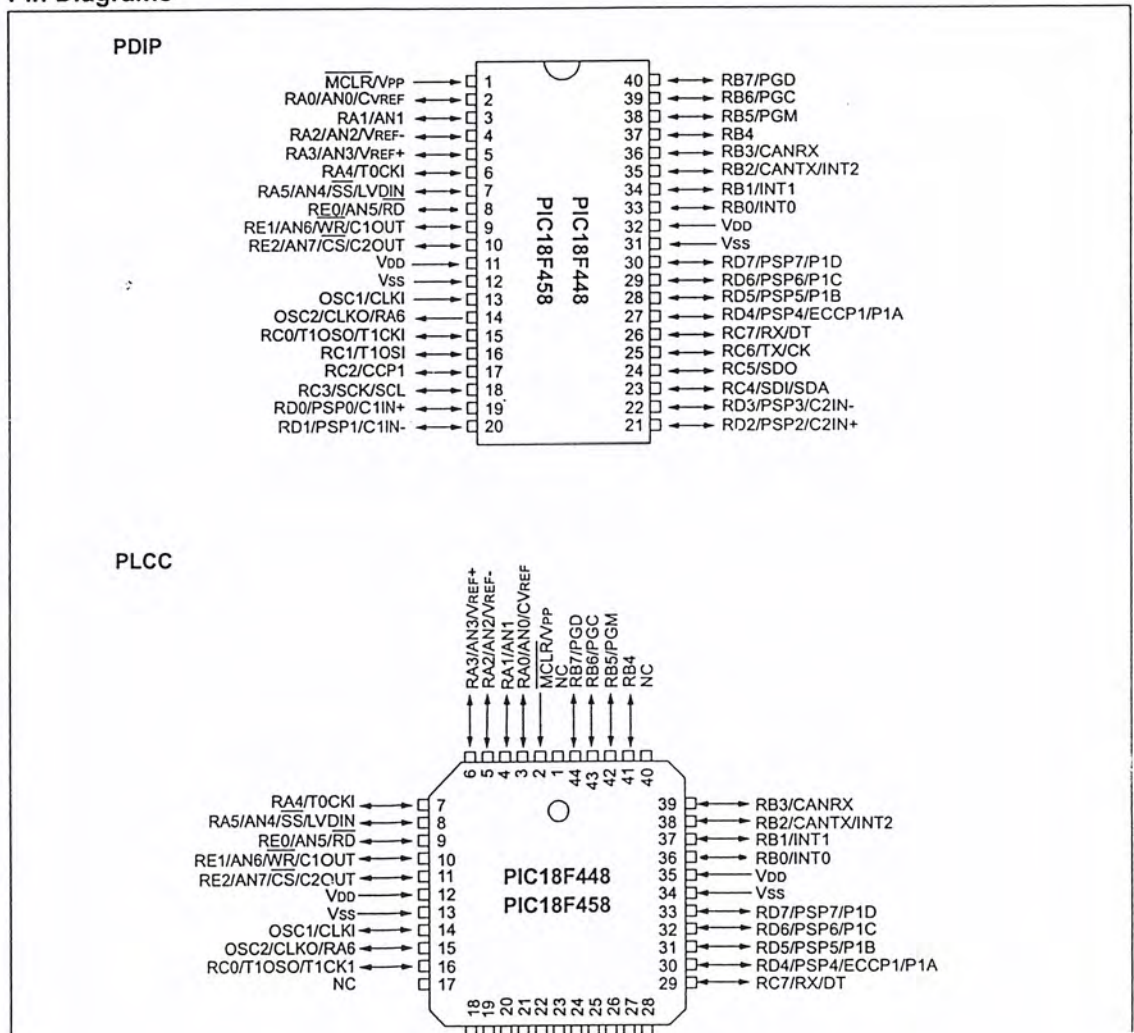 PDIP
MCLR/VPP 1
RA0/AN0/CVREF 2
RA1/AN1 3
RA2/AN2/VREF- 4
RA3/AN3/VREF+ 5
RA4/T0CKI 6
RA5/AN4/SS/LVDIN 7
RE0/AN5/RD 8
RE1/AN6/WR/C1OUT 9
RE2/AN7/CS/C2OUT 10
VDD 11
VSS 12
OSC1/CLKI 13
OSC2/CLKO/RA6 14
RC0/T1OSO/T1CKI 15
RC1/T1OSI 16
RC2/CCP1 17
RC3/SCK/SCL 18
RD0/PSP0/C1IN+ 19
RD1/PSP1/C1IN- 20
PIC18F448
PIC18F458
40 RB7/PGD
39 RB6/PGC
38 RB5/PGM
37 RB4
36 RB3/CANRX
35 RB2/CANTX/INT2
34 RB1/INT1
33 RB0/INT0
32 VDD
31 VSS
30 RD7/PSP7/P1D
29 RD6/PSP6/P1C
28 RD5/PSP5/P1B
27 RD4/PSP4/ECCP1/P1A
26 RC7/RX/DT
25 RC6/TX/CK
24 RC5/SDO
23 RC4/SDI/SDA
22 RD3/PSP3/C2IN-
21 RD2/PSP2/C2IN+
PLCC
RA3/AN3/VREF+ 6
RA2/AN2/VREF- 5
RA1/AN1 4
RA0/AN0/CVREF 3
MCLR/VPP 2
NC 1
RB7/PGD 44
RB6/PGC 43
RB5/PGM 42
RB4 41
NC 40
RA4/T0CKI 7
RA5/AN4/SS/LVDIN 8
RE0/AN5/RD 9
RE1/AN6/WR/C1OUT 10
RE2/AN7/CS/C2OUT 11
VDD 12
VSS 13
OSC1/CLKI 14
OSC2/CLKO/RA6 15
RC0/T1OSO/T1CK1 16
NC 17
PIC18F448
PIC18F458
39 RB3/CANRX
38 RB2/CANTX/INT2
37 RB1/INT1
36 RB0/INT0
35 VDD
34 VSS
33 RD7/PSP7/P1D
32 RD6/PSP6/P1C
31 RD5/PSP5/P1B
30 RD4/PSP4/ECCP1/P1A
29 RC7/RX/DT
18 19 20 21 22 23 24 25 26 27 28